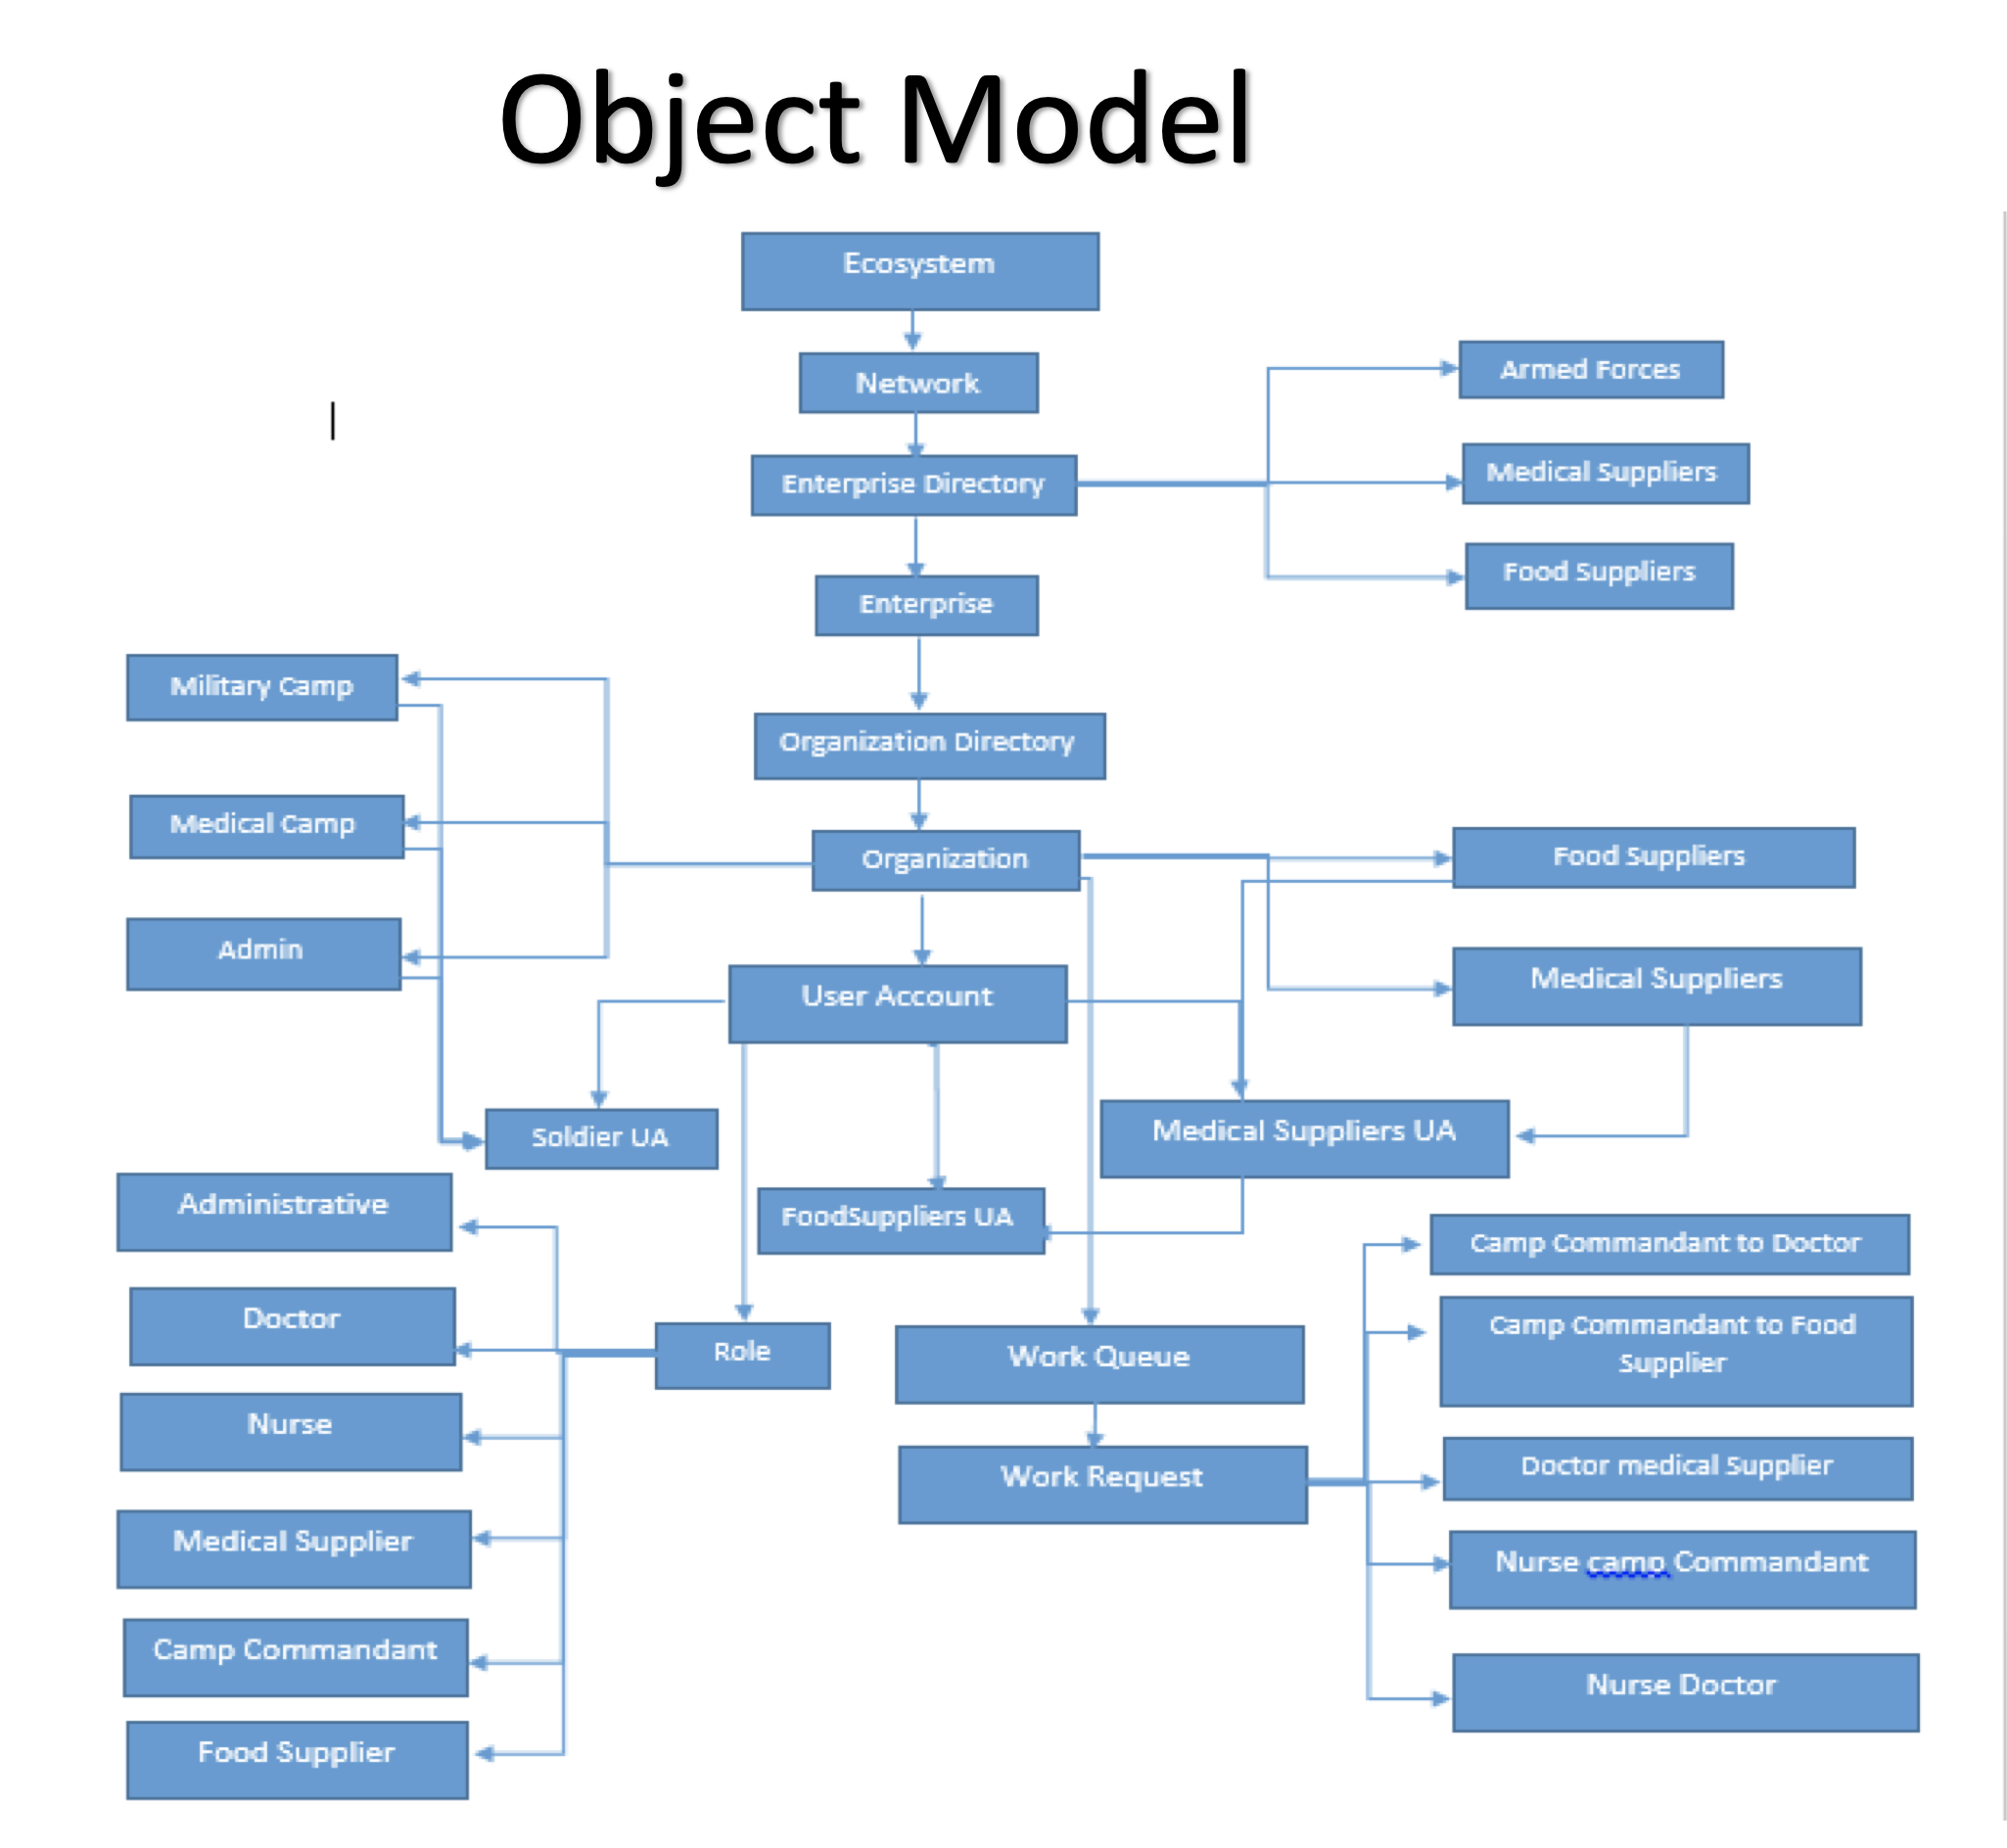 Object Model
Ecosystem
Network
Armed Forces
Enterprise Directory
Medical Suppliers
Food Suppliers
Enterprise
Military Camp
Organization Directory
Medical Camp
Organization
Food Suppliers
Admin
User Account
Medical Suppliers
Soldier UA
Medical Suppliers UA
Administrative
FoodSuppliers UA
Camp Commandant to Doctor
Doctor
Role
Work Queue
Camp Commandant to Food
Supplier
Nurse
Work Request
Doctor medical Supplier
Medical Supplier
Nurse camp Commandant
Camp Commandant
Nurse Doctor
Food Supplier